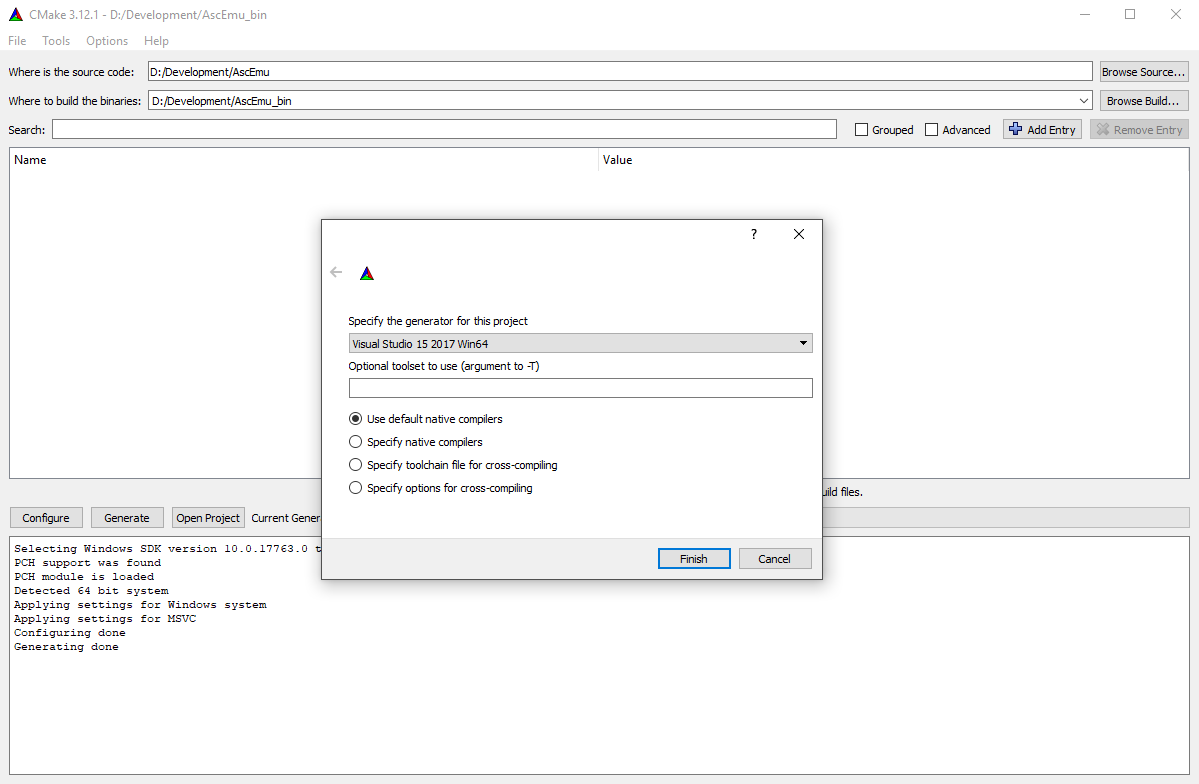 CMake 3.12.1 - D:/Development/AscEmu_bin
File Tools Options Help
Where is the source code: D:/Development/AscEmu Browse Source...
Where to build the binaries: D:/Development/AscEmu_bin Browse Build...
Search: Grouped Advanced Add Entry Remove Entry
Name Value
?
Specify the generator for this project
Visual Studio 15 2017 Win64
Optional toolset to use (argument to -T)
Use default native compilers
Specify native compilers
Specify toolchain file for cross-compiling
Specify options for cross-compiling
Finish Cancel
files.
Configure Generate Open Project Current
Selecting Windows SDK version 10.0.17763.0
PCH support was found
PCH module is loaded
Detected 64 bit system
Applying settings for Windows system
Applying settings for MSVC
Configuring done
Generating done